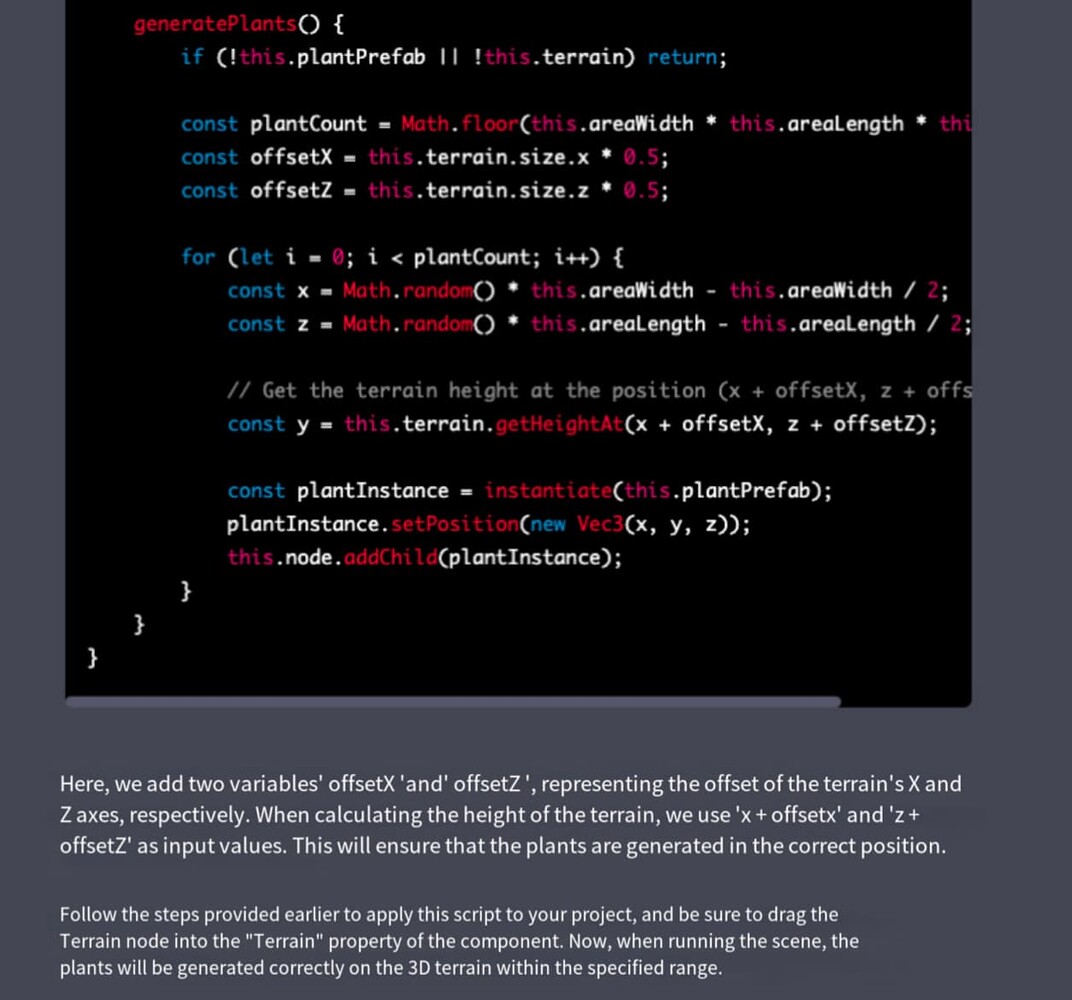 generatePlants() {
if (!this.plantPrefab || !this.terrain) return;
const plantCount = Math.floor(this.areaWidth * this.areaLength * thi
const offsetX = this.terrain.size.x * 0.5;
const offsetZ = this.terrain.size.z * 0.5;
for (let i = 0; i < plantCount; i++) {
const x = Math.random() * this.areaWidth - this.areaWidth / 2;
const z = Math.random() * this.areaLength - this.areaLength / 2;
// Get the terrain height at the position (x + offsetX, z + offs
const y = this.terrain.getHeightAt(x + offsetX, z + offsetZ);
const plantInstance = instantiate(this.plantPrefab);
plantInstance.setPosition(new Vec3(x, y, z));
this.node.addChild(plantInstance);
}
}
}
Here, we add two variables' offsetX 'and' offsetZ ', representing the offset of the terrain's X and
Z axes, respectively. When calculating the height of the terrain, we use 'x + offsetx' and 'z +
offsetZ' as input values. This will ensure that the plants are generated in the correct position.
Follow the steps provided earlier to apply this script to your project, and be sure to drag the
Terrain node into the "Terrain" property of the component. Now, when running the scene, the
plants will be generated correctly on the 3D terrain within the specified range.